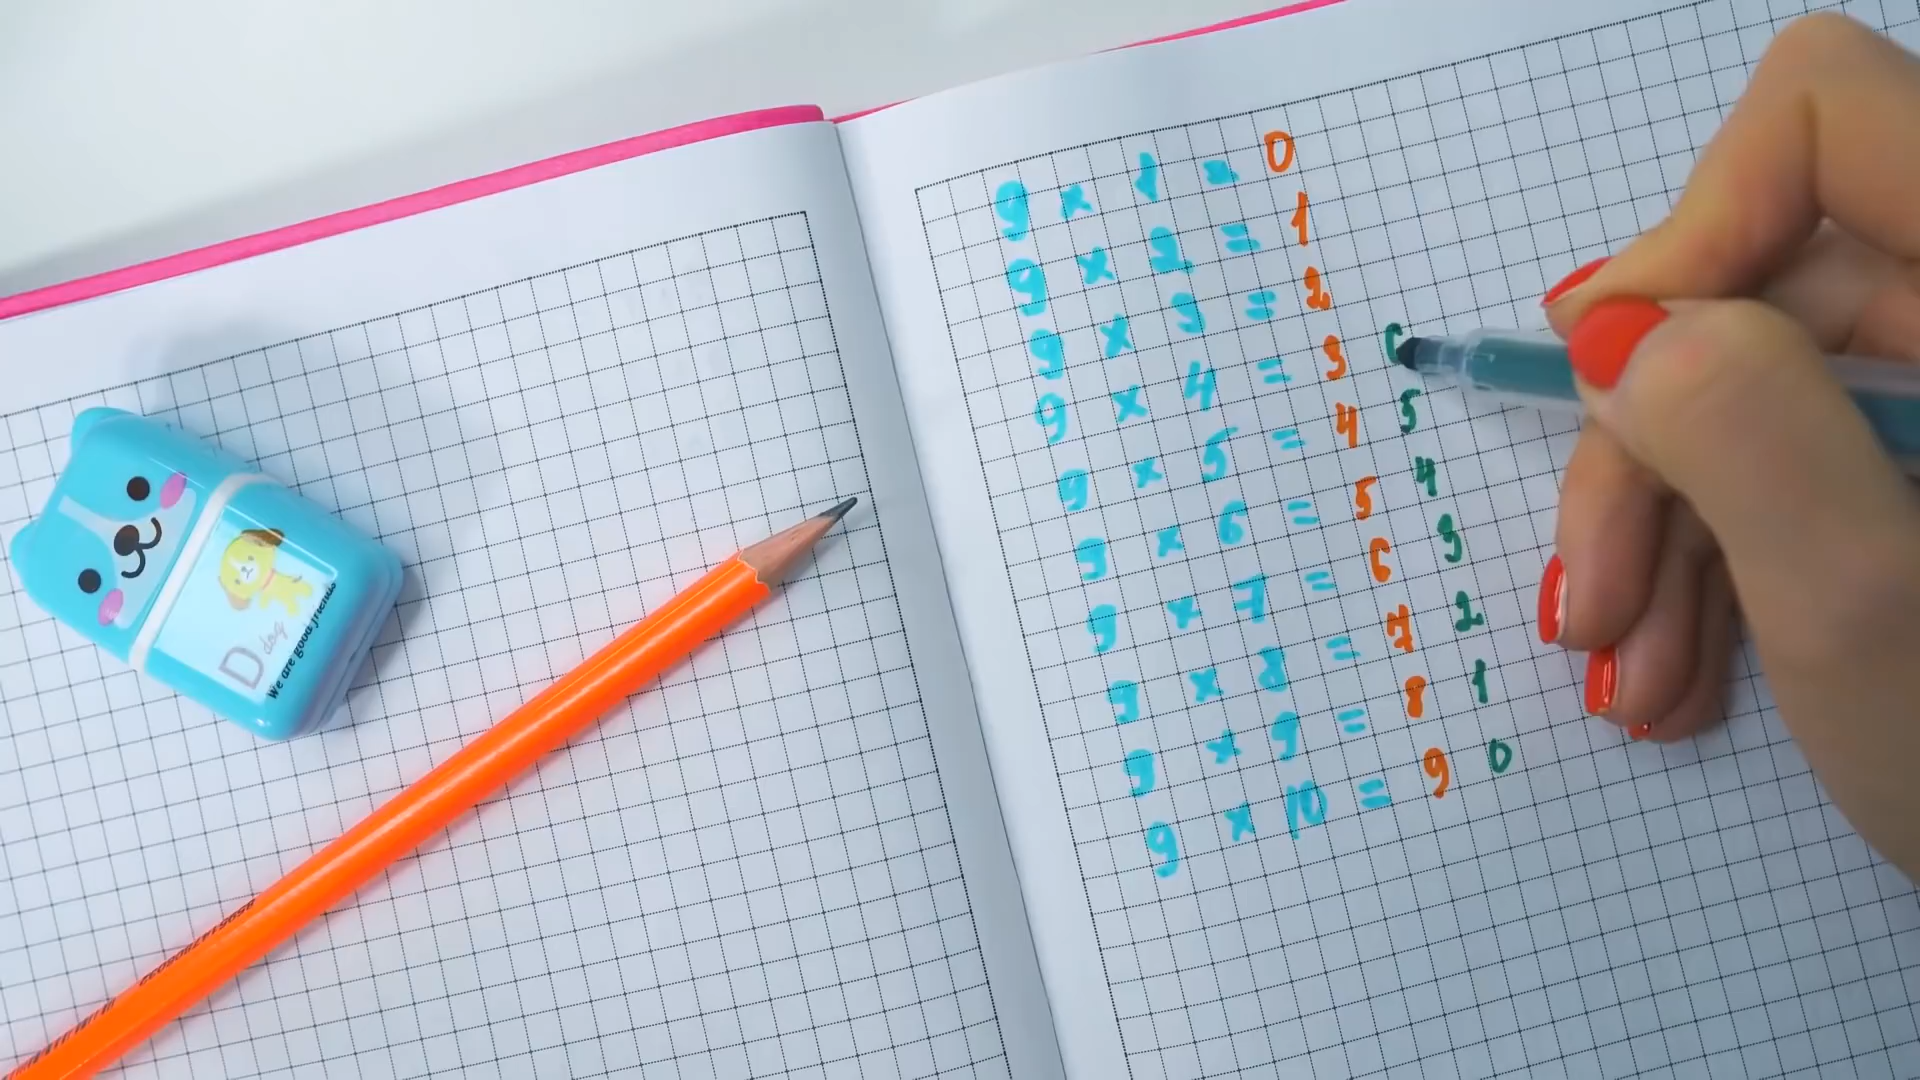 9 x 1 = 0
9 x 2 = 1
9 x 3 = 2
9 x 4 = 3 6
9 x 5 = 4 5
9 x 6 = 5 4
9 x 7 = 6 3
9 x 8 = 7 2
9 x 9 = 8 1
9 x 10 = 9 0
D dog
We are good friends